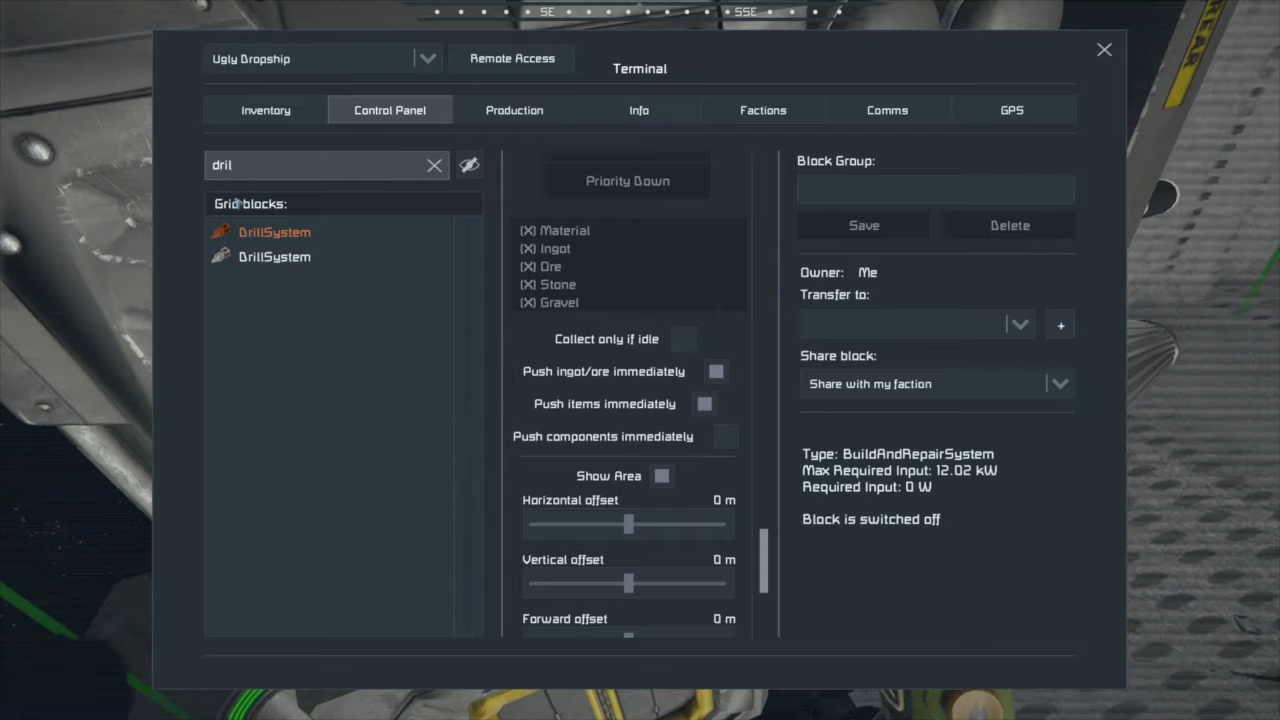 SE
SSE
REAR
Ugly Dropship
Remote Access
Terminal
Inventory
Control Panel
Production
Info
Factions
Comms
GPS
dril
Grid blocks:
DrillSystem
DrillSystem
Priority Down
[X] Material
[X] Ingot
[X] Ore
[X] Stone
[X] Gravel
Collect only if idle
Push ingot/ore immediately
Push items immediately
Push components immediately
Show Area
Horizontal offset 0 m
Vertical offset 0 m
Forward offset 0 m
Block Group:
Save
Delete
Owner: Me
Transfer to:
+
Share block:
Share with my faction
Type: BuildAndRepairSystem
Max Required Input: 12.02 kW
Required Input: 0 W
Block is switched off